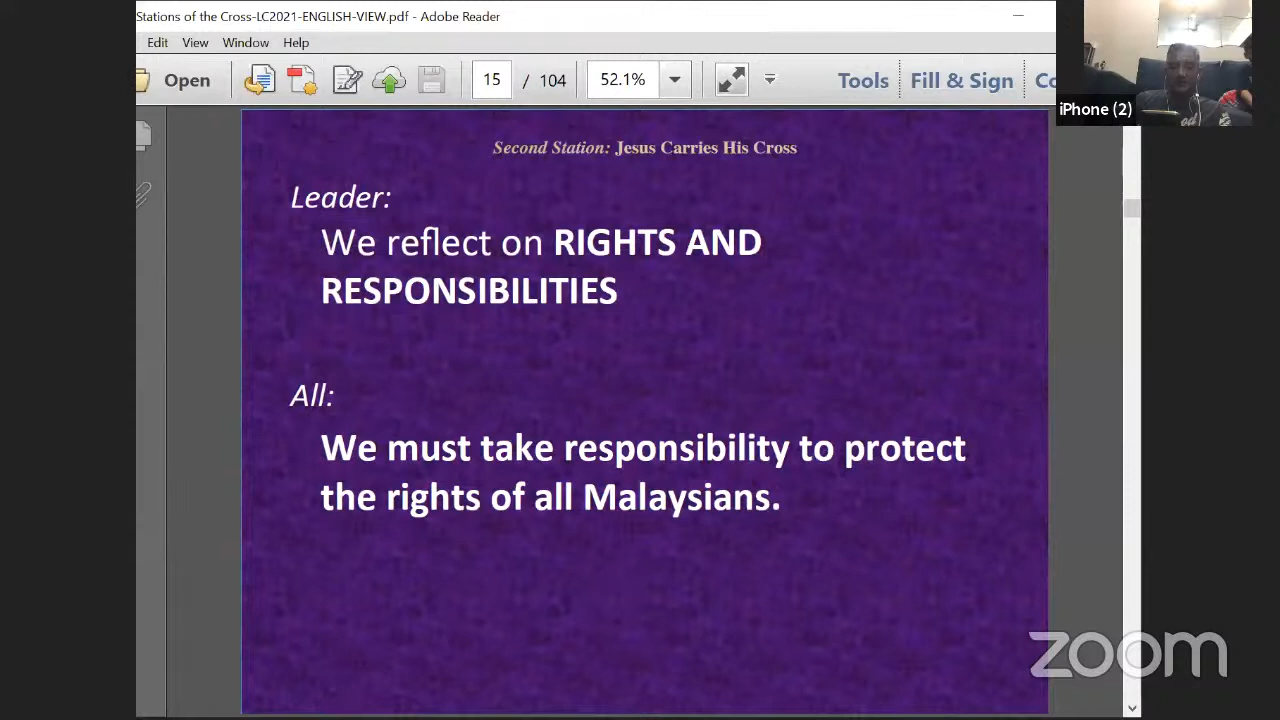 Stations of the Cross-LC2021-ENGLISH-VIEW.pdf - Adobe Reader
Edit View Window Help
Open 15 / 104 52.1% Tools Fill & Sign Co
iPhone (2)
Second Station: Jesus Carries His Cross
Leader:
We reflect on RIGHTS AND
RESPONSIBILITIES
All:
We must take responsibility to protect
the rights of all Malaysians.
zoom